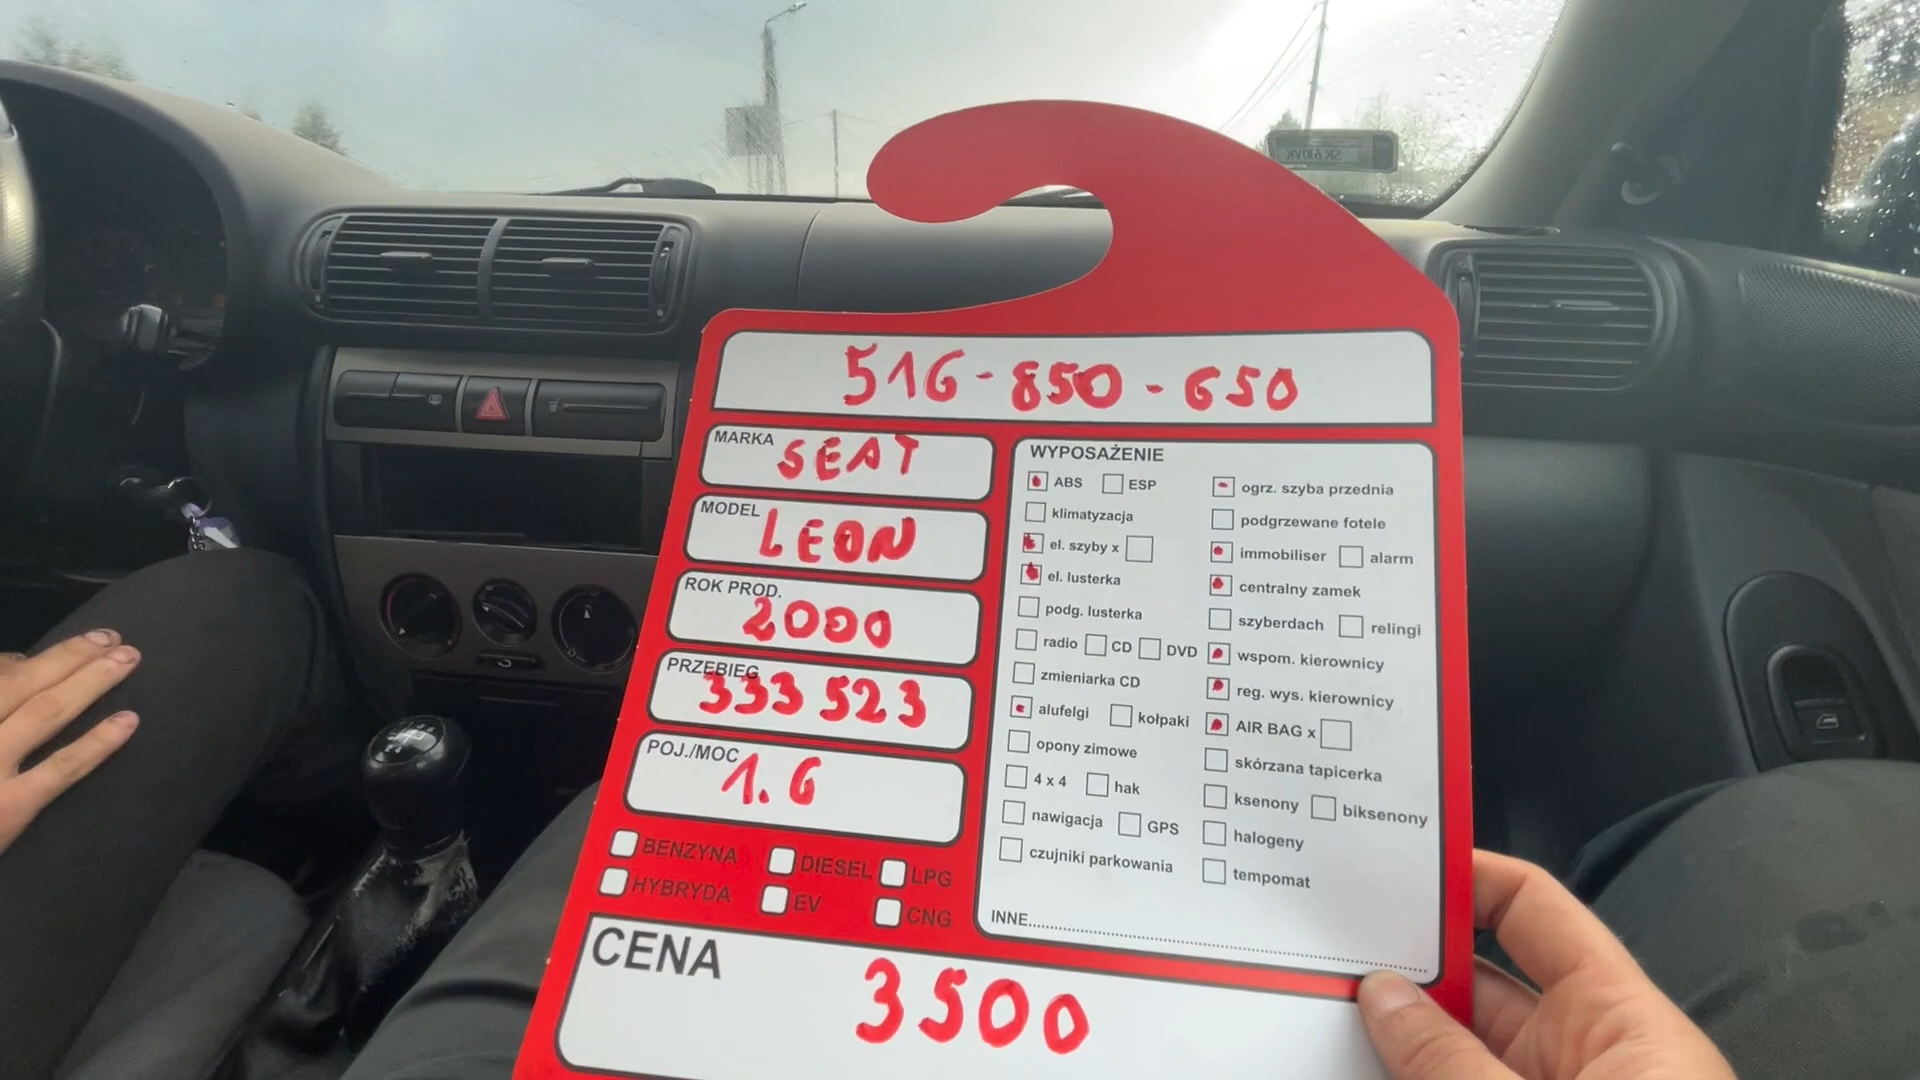 516-850-650
MARKA SEAT
MODEL LEON
ROK PROD. 2000
PRZEBIEG 333 523
POJ./MOC 1.6
BENZYNA DIESEL LPG
HYBRYDA EV CNG
WYPOSAŻENIE
ABS ESP
klimatyzacja
el. szyby x
el. lusterka
podg. lusterka
radio CD DVD
zmieniarka CD
alufelgi kołpaki
opony zimowe
4 x 4 hak
nawigacja GPS
czujniki parkowania
ogrz. szyba przednia
podgrzewane fotele
immobiliser alarm
centralny zamek
szyberdach relingi
wspom. kierownicy
reg. wys. kierownicy
AIR BAG x
skórzana tapicerka
ksenony biksenony
halogeny
tempomat
INNE
CENA 3500